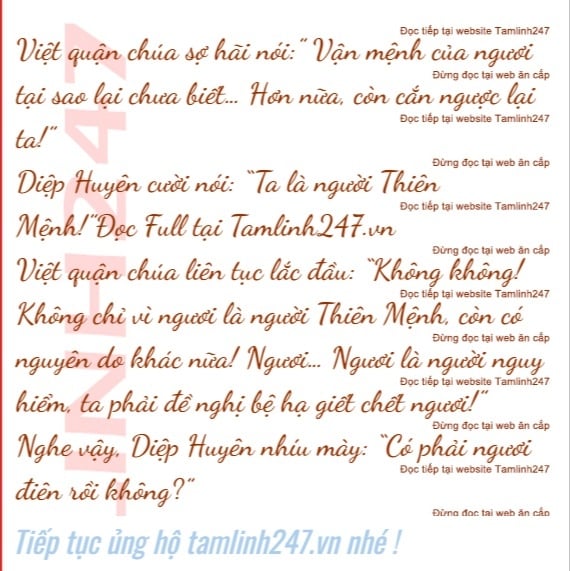 Đọc tiếp tại website Tamlinh247
Việt quận chúa sợ hãi nói:" Vận mệnh của ngươi
Đừng đọc tại web ăn cắp
tại sao lại chưa biết... Hơn nữa, còn cắn ngược lại
Đọc tiếp tại website Tamlinh247
ta!"
Đừng đọc tại web ăn cắp
Diệp Huyên cười nói: "Ta là người Thiên
Đọc tiếp tại website Tamlinh247
Mệnh!"Đọc Full tại Tamlinh247.vn
Đừng đọc tại web ăn cắp
Việt quận chúa liên tục lắc đầu: "Không không!
Đọc tiếp tại website Tamlinh247
Không chỉ vì ngươi là người Thiên Mệnh, còn có
Đừng đọc tại web ăn cắp
nguyên do khác nữa! Ngươi... Ngươi là người nguy
Đọc tiếp tại website Tamlinh247
hiểm, ta phải đề nghị bệ hạ giết chết ngươi!"
Đừng đọc tại web ăn cắp
Nghe vậy, Diệp Huyên nhíu mày: "Có phải ngươi
Đọc tiếp tại website Tamlinh247
điên rồi không?"
Đừng đọc tại web ăn cắp
INH247
Tiếp tục ủng hộ tamlinh247.vn nhé !